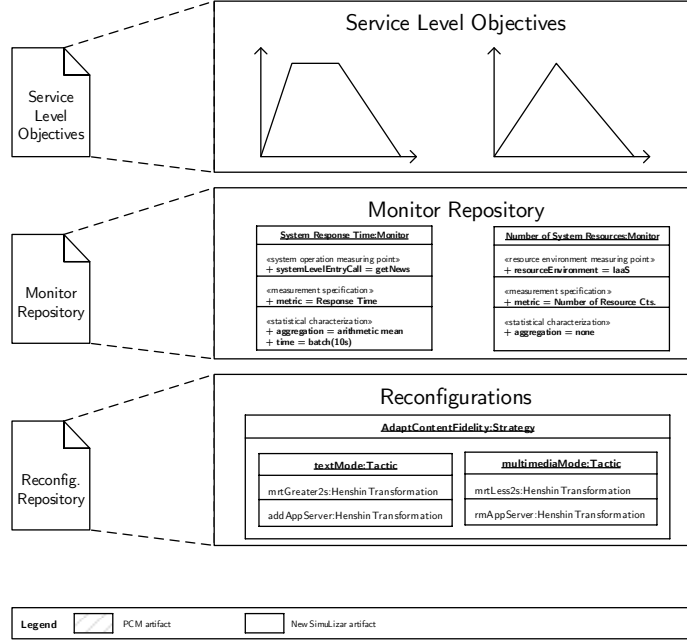 Service
Level
Objectives
Service Level Objectives
Monitor
Repository
Monitor Repository
System Response Time:Monitor
«system operation measuring point»
+ systemLevelEntryCall = getNews
«measurement specification»
+ metric = Response Time
«statistical characterization»
+ aggregation = arithmetic mean
+ time = batch(10s)
Number of System Resources:Monitor
«resource environment measuring point»
+ resourceEnvironment = IaaS
«measurement specification»
+ metric = Number of Resource Cts.
«statistical characterization»
+ aggregation = none
Reconfig.
Repository
Reconfigurations
AdaptContentFidelity:Strategy
textMode:Tactic
mrtGreater2s:Henshin Transformation
addAppServer:Henshin Transformation
multimediaMode:Tactic
mrtLess2s:Henshin Transformation
rmAppServer:Henshin Transformation
Legend
PCM artifact
New SimuLizar artifact